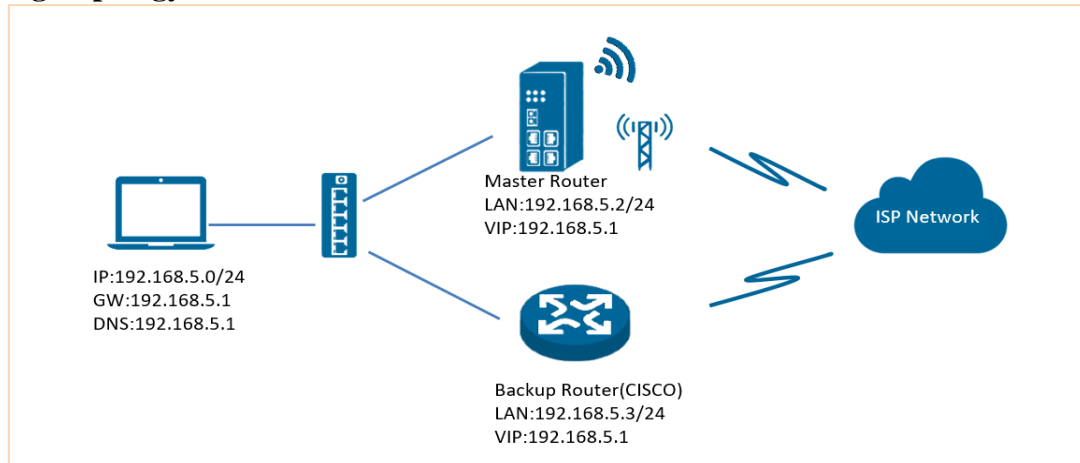 Master Router
LAN:192.168.5.2/24
VIP:192.168.5.1
ISP Network
IP:192.168.5.0/24
GW:192.168.5.1
DNS:192.168.5.1
Backup Router(CISCO)
LAN:192.168.5.3/24
VIP:192.168.5.1